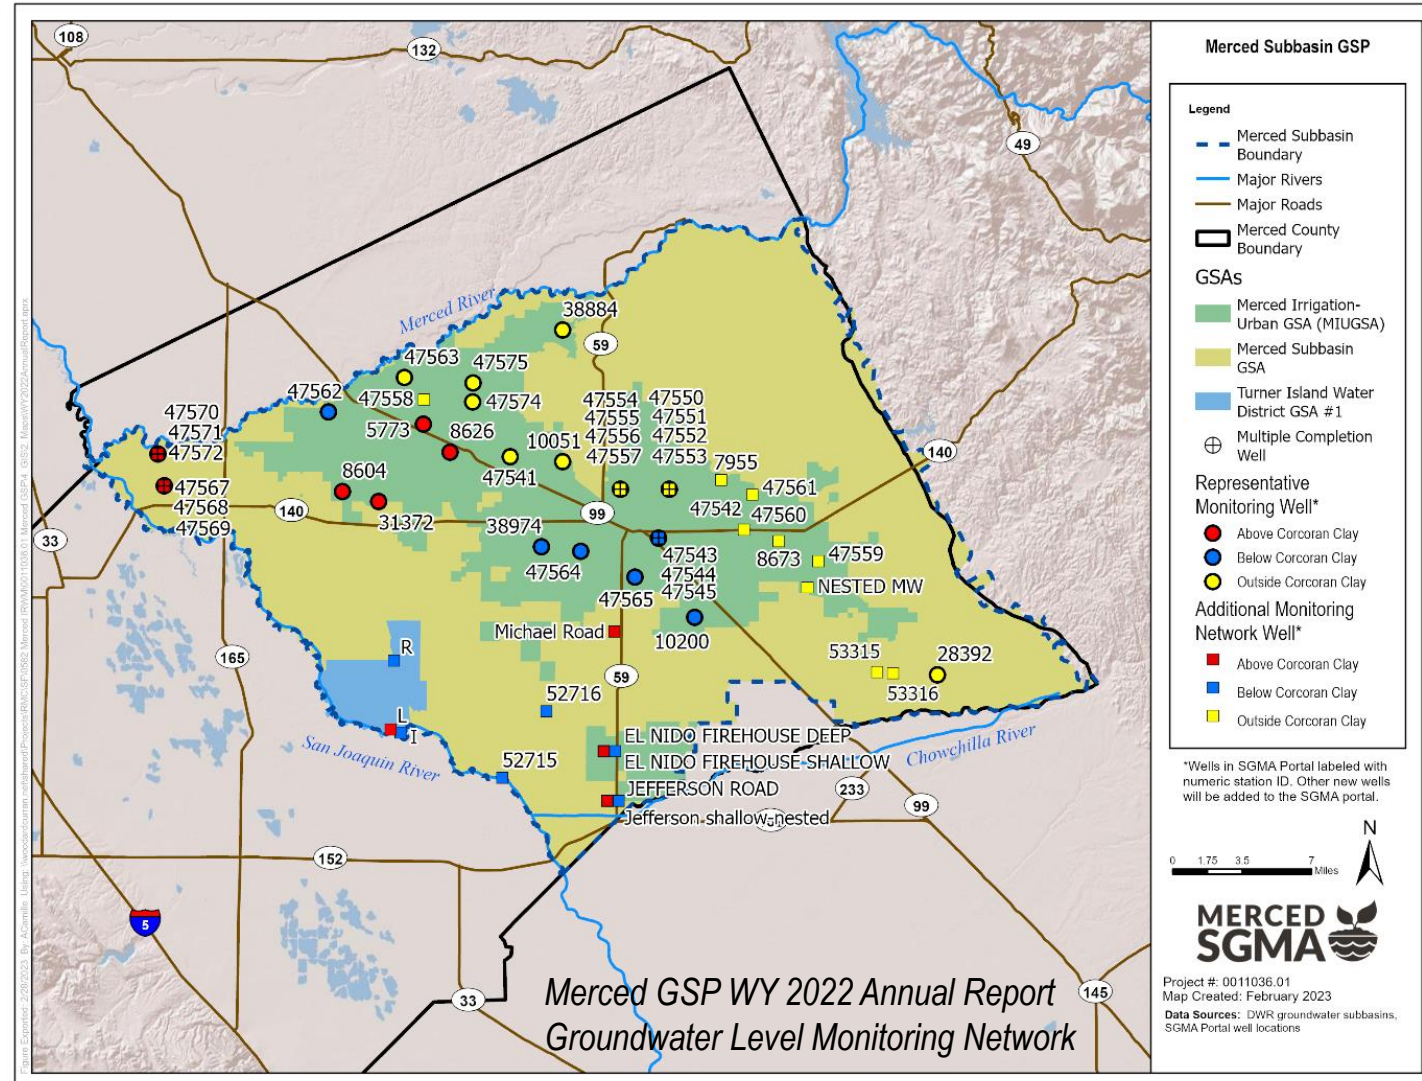 108
132
49
Merced River
38884
59
47563
47575
47562
47558
47574
47554
47555
47556
47557
47550
47551
47552
47553
47570
47571
47572
5773
8626
10051
7955
140
47541
47561
8604
47567
47568
47569
140
31372
99
47542
47560
33
38974
47564
47543
47544
47545
8673
47559
47565
NESTED MW
Michael Road
10200
165
R
59
53315
28392
53316
52716
L
I
EL NIDO FIREHOUSE DEEP
EL NIDO FIREHOUSE SHALLOW
San Joaquin River
52715
Chowchilla River
JEFFERSON ROAD
233
99
Jefferson shallow nested
152
5
33
145
Merced GSP WY 2022 Annual Report
Groundwater Level Monitoring Network
Merced Subbasin GSP
Legend
Merced Subbasin
Boundary
Major Rivers
Major Roads
Merced County
Boundary
GSAs
Merced Irrigation-
Urban GSA (MIUGSA)
Merced Subbasin
GSA
Turner Island Water
District GSA #1
Multiple Completion
Well
Representative
Monitoring Well*
Above Corcoran Clay
Below Corcoran Clay
Outside Corcoran Clay
Additional Monitoring
Network Well*
Above Corcoran Clay
Below Corcoran Clay
Outside Corcoran Clay
*Wells in SGMA Portal labeled with
numeric station ID. Other new wells
will be added to the SGMA portal.
N
0 1.75 3.5 7
Miles
MERCED
SGMA
Project #: 0011036.01
Map Created: February 2023
Data Sources: DWR groundwater subbasins,
SGMA Portal well locations